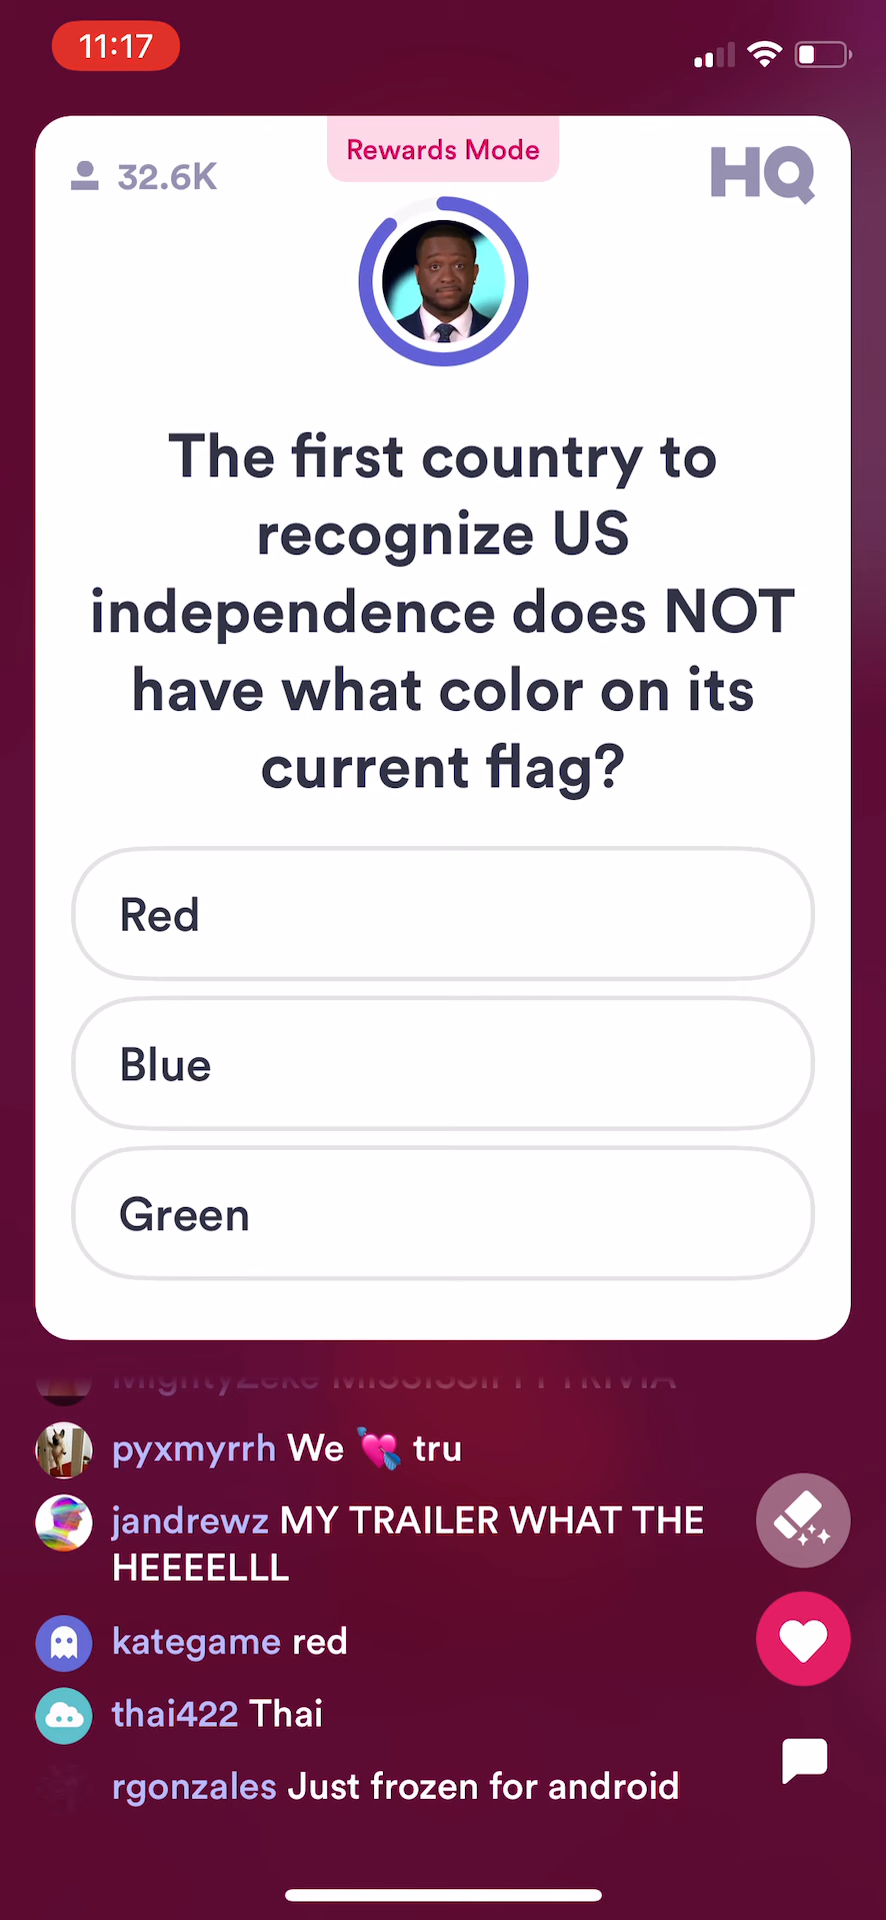 11:17
32.6K
Rewards Mode
HQ
The first country to
recognize US
independence does NOT
have what color on its
current flag?
Red
Blue
Green
pyxmyrrh We 💘 tru
jandrewz MY TRAILER WHAT THE
HEEEELLL
kategame red
thai422 Thai
rgonzales Just frozen for android